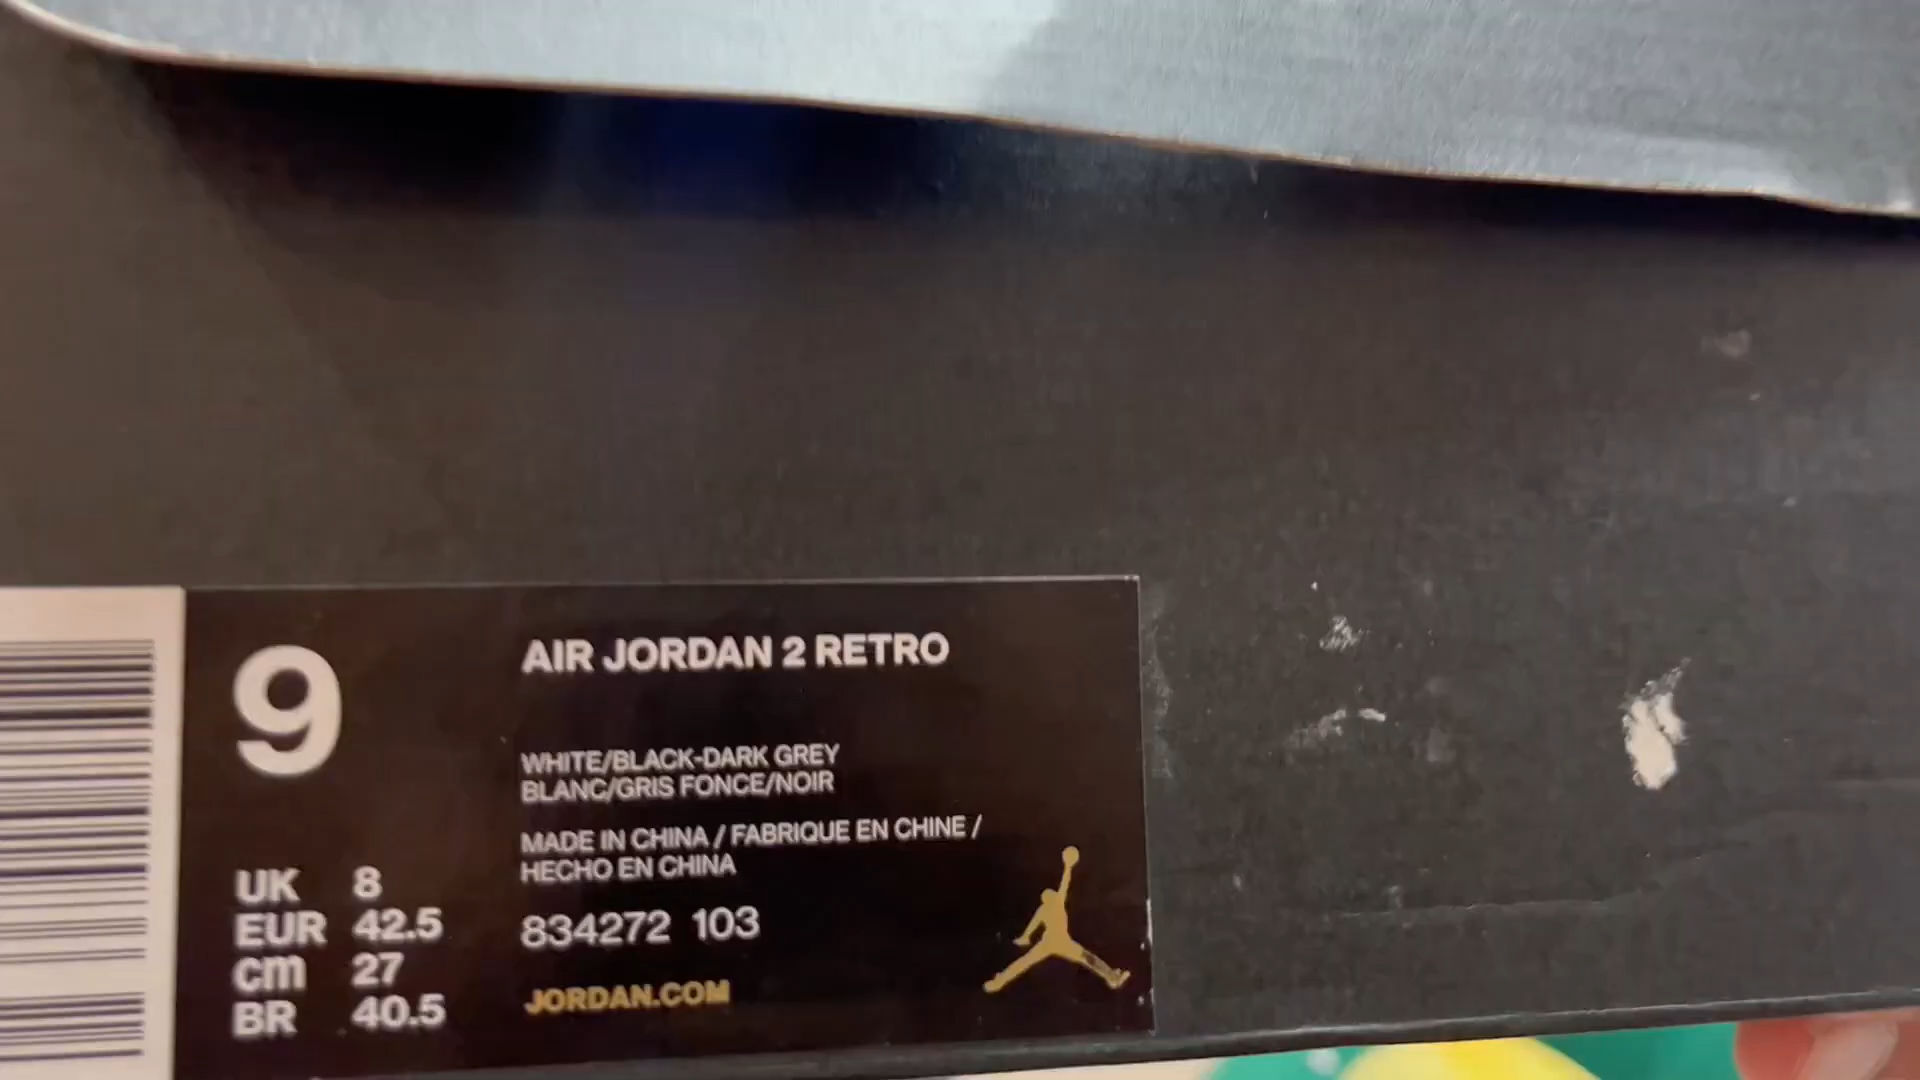 9
AIR JORDAN 2 RETRO
WHITE/BLACK-DARK GREY
BLANC/GRIS FONCE/NOIR
MADE IN CHINA / FABRIQUE EN CHINE /
HECHO EN CHINA
834272 103
JORDAN.COM
UK 8
EUR 42.5
cm 27
BR 40.5